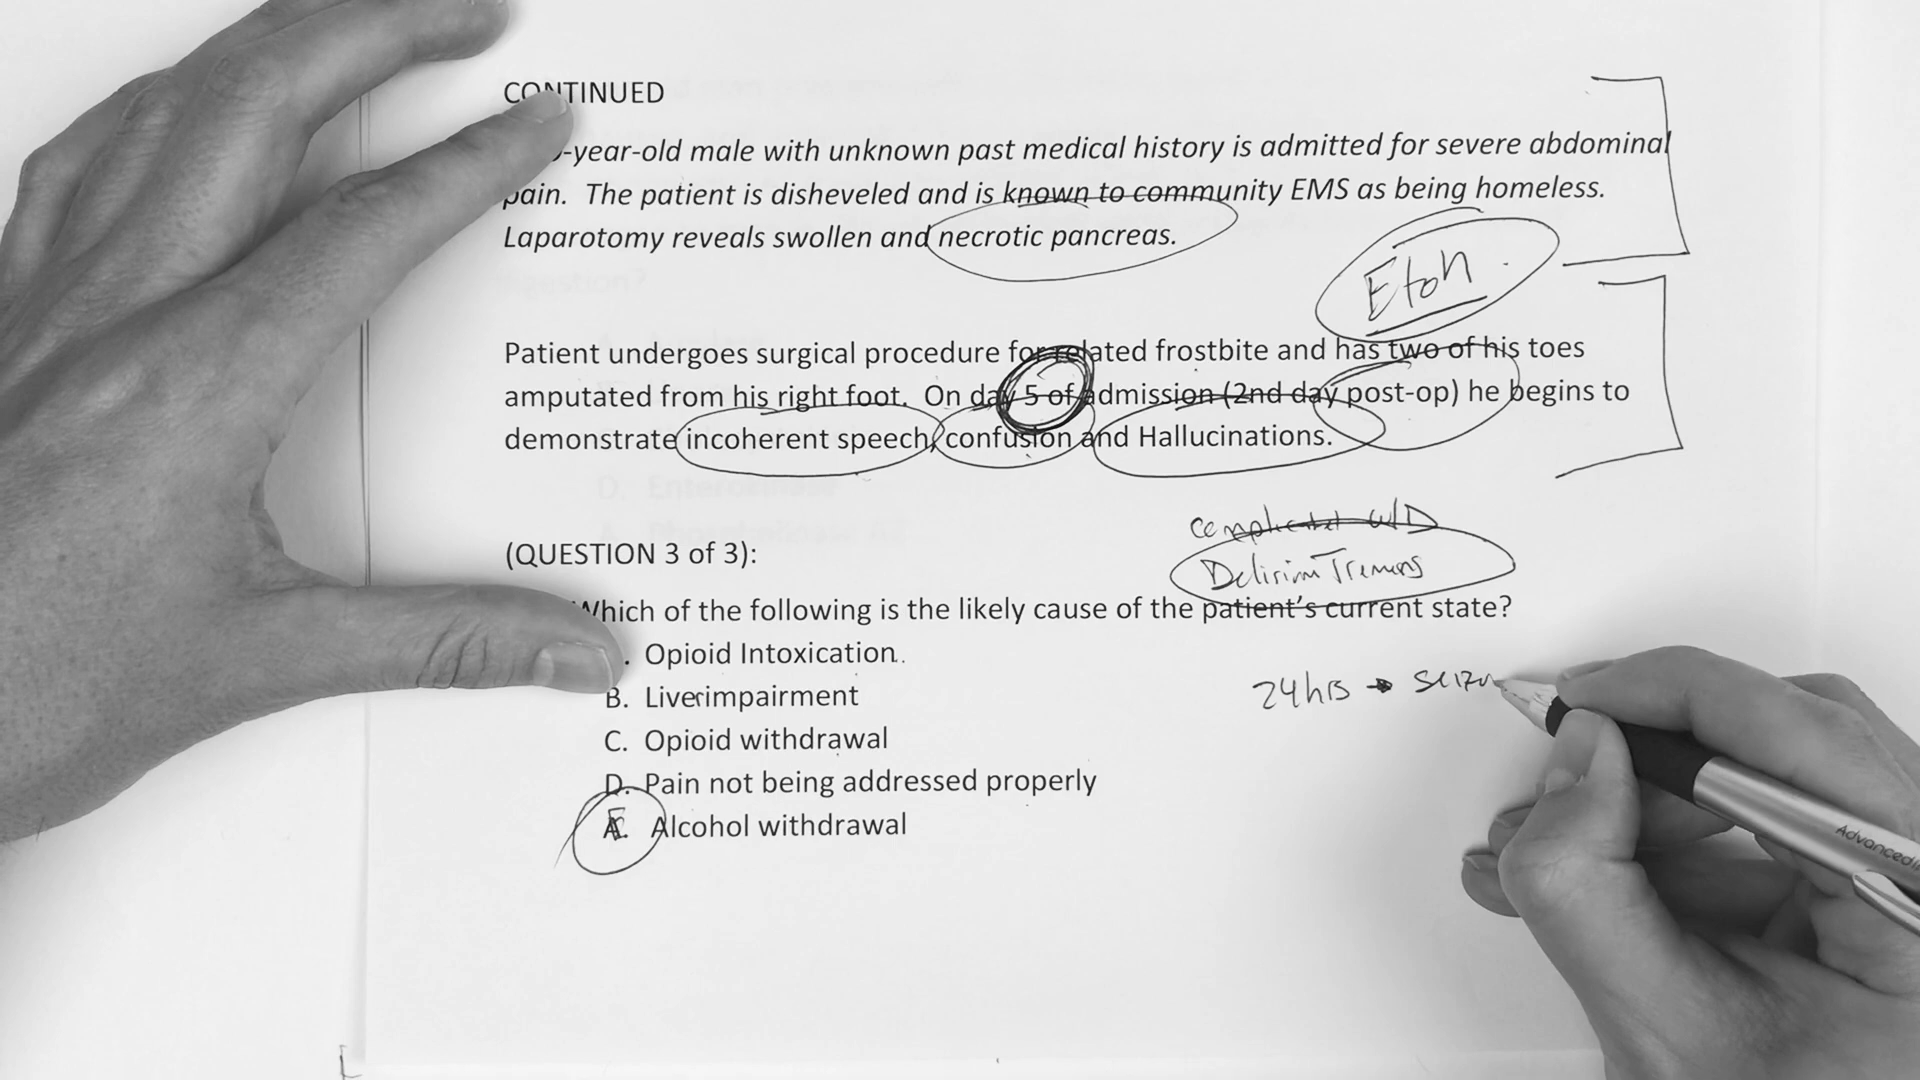 CONTINUED
-year-old male with unknown past medical history is admitted for severe abdominal
pain. The patient is disheveled and is known to community EMS as being homeless.
Laparotomy reveals swollen and necrotic pancreas.
Etoh
Patient undergoes surgical procedure for related frostbite and has two of his toes
amputated from his right foot. On day 5 of admission (2nd day post-op) he begins to
demonstrate incoherent speech, confusion and Hallucinations.
W/D
Delirium Tremens
(QUESTION 3 of 3):
Which of the following is the likely cause of the patient's current state?
. Opioid Intoxication.
B. Liverimpairment
24hrs → seizu
C. Opioid withdrawal
D. Pain not being addressed properly
E. Alcohol withdrawal